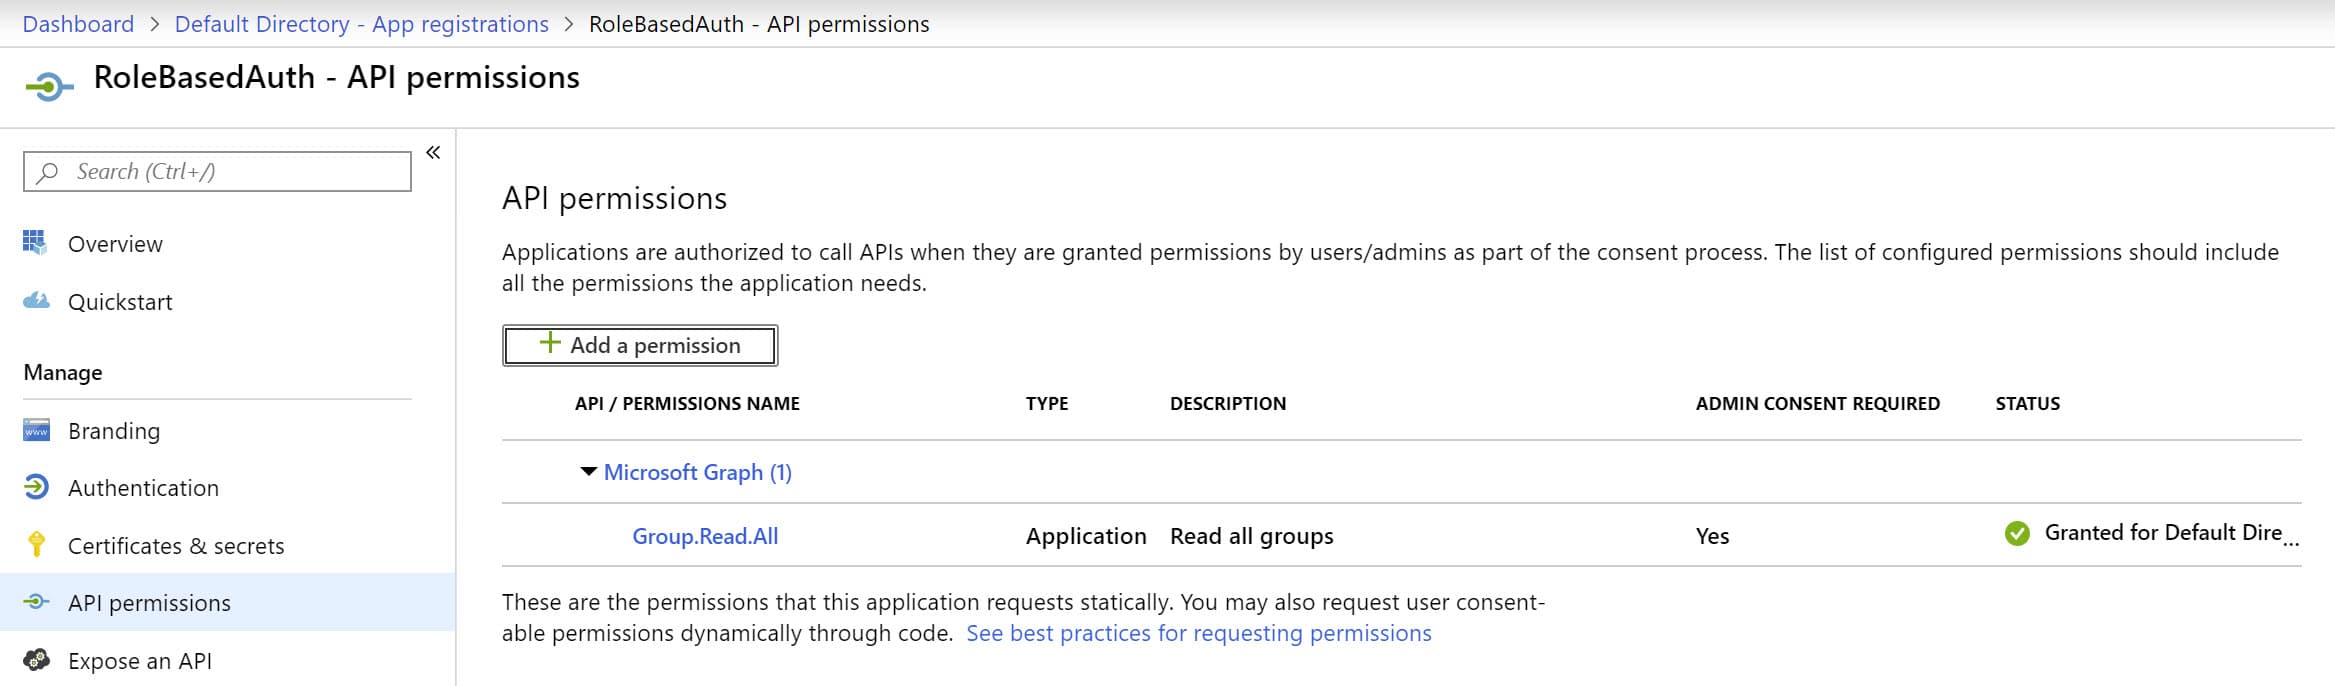 Dashboard > Default Directory - App registrations > RoleBasedAuth - API permissions
RoleBasedAuth - API permissions
Search (Ctrl+/)
«
Overview
Quickstart
Manage
Branding
www
Authentication
Certificates & secrets
API permissions
Expose an API
API permissions
Applications are authorized to call APIs when they are granted permissions by users/admins as part of the consent process. The list of configured permissions should include
all the permissions the application needs.
+ Add a permission
API / PERMISSIONS NAME TYPE DESCRIPTION ADMIN CONSENT REQUIRED STATUS
Microsoft Graph (1)
Group.Read.All Application Read all groups Yes Granted for Default Dire...
These are the permissions that this application requests statically. You may also request user consent-
able permissions dynamically through code. See best practices for requesting permissions